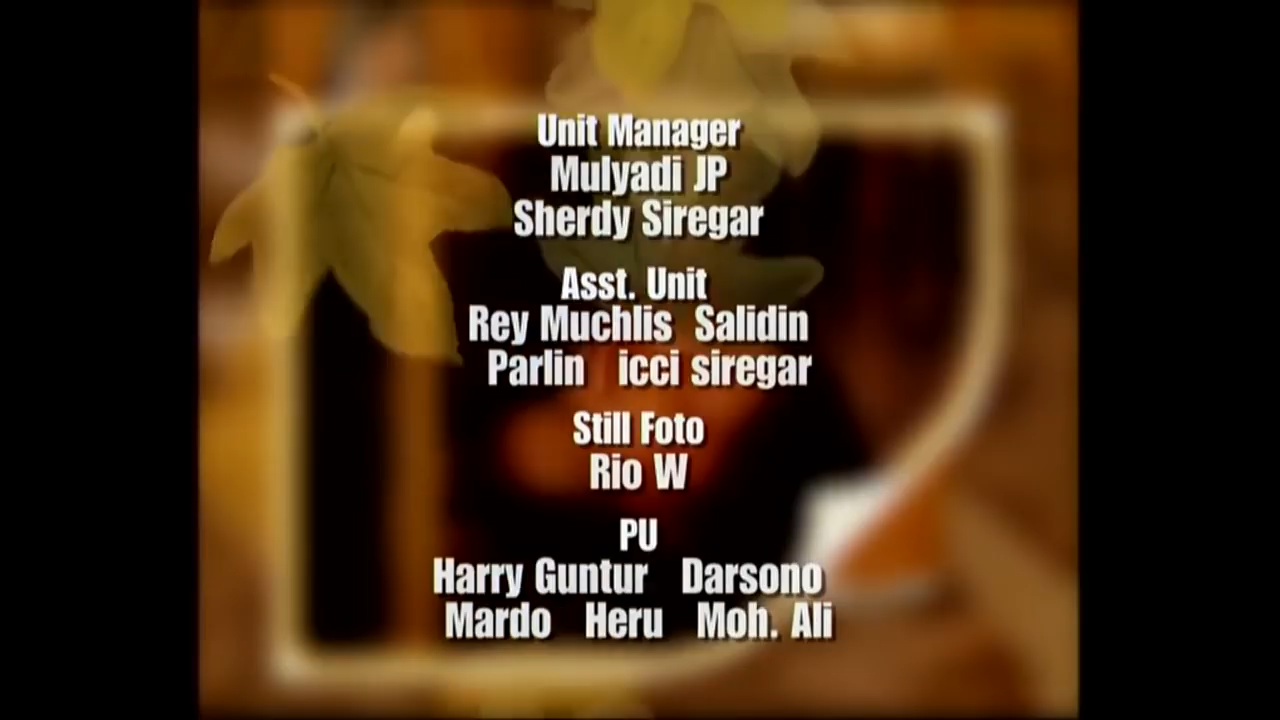 Unit Manager
Mulyadi JP
Sherdy Siregar
Asst. Unit
Rey Muchlis Salidin
Parlin icci siregar
Still Foto
Rio W
PU
Harry Guntur Darsono
Mardo Heru Moh. Ali